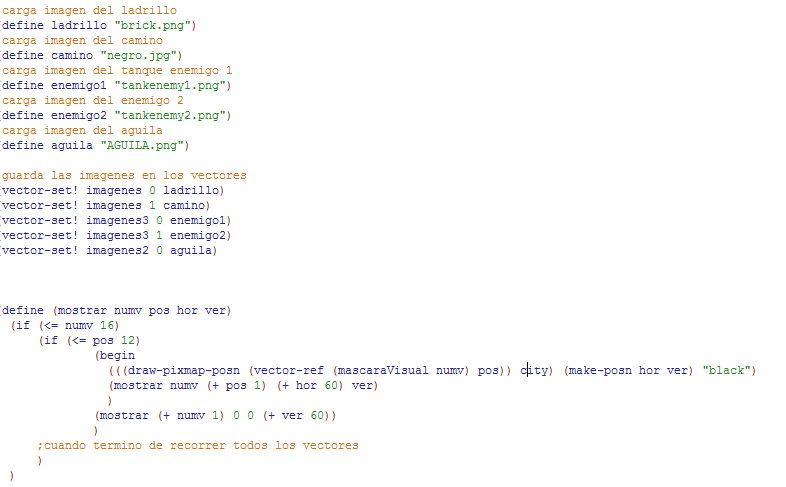 carga imagen del ladrillo
(define ladrillo "brick.png")
carga imagen del camino
(define camino "negro.jpg")
carga imagen del tanque enemigo 1
(define enemigo1 "tankenemy1.png")
carga imagen del enemigo 2
(define enemigo2 "tankenemy2.png")
carga imagen del aguila
(define aguila "AGUILA.png")
guarda las imagenes en los vectores
(vector-set! imagenes 0 ladrillo)
(vector-set! imagenes 1 camino)
(vector-set! imagenes3 0 enemigo1)
(vector-set! imagenes3 1 enemigo2)
(vector-set! imagenes2 0 aguila)
(define (mostrar numv pos hor ver)
(if (<= numv 16)
(if (<= pos 12)
(begin
(((draw-pixmap-posn (vector-ref (mascaraVisual numv) pos)) city) (make-posn hor ver) "black")
(mostrar numv (+ pos 1) (+ hor 60) ver)
)
(mostrar (+ numv 1) 0 0 (+ ver 60))
)
;cuando termino de recorrer todos los vectores
)
)